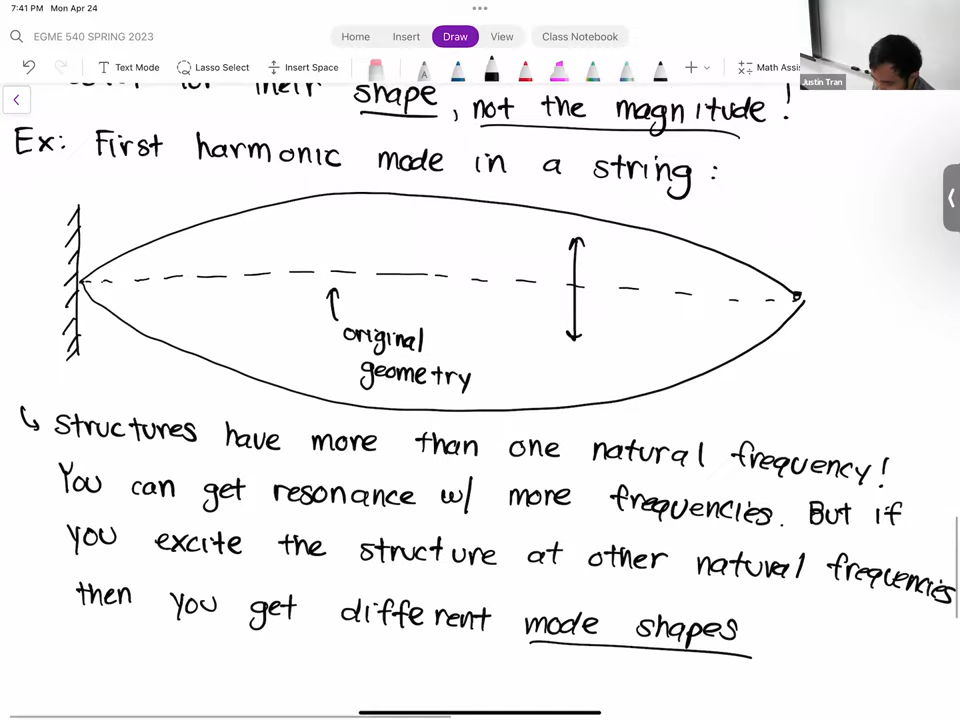 7:41 PM Mon Apr 24
EGME 540 SPRING 2023
Home Insert Draw View Class Notebook
Text Mode Lasso Select Insert Space Math Assis
Justin Tran
for their shape, not the magnitude!
Ex: First harmonic mode in a string:
original
geometry
↳ Structures have more than one natural frequency!
You can get resonance w/ more frequencies. But if
you excite the structure at other natural frequencies
then you get different mode shapes